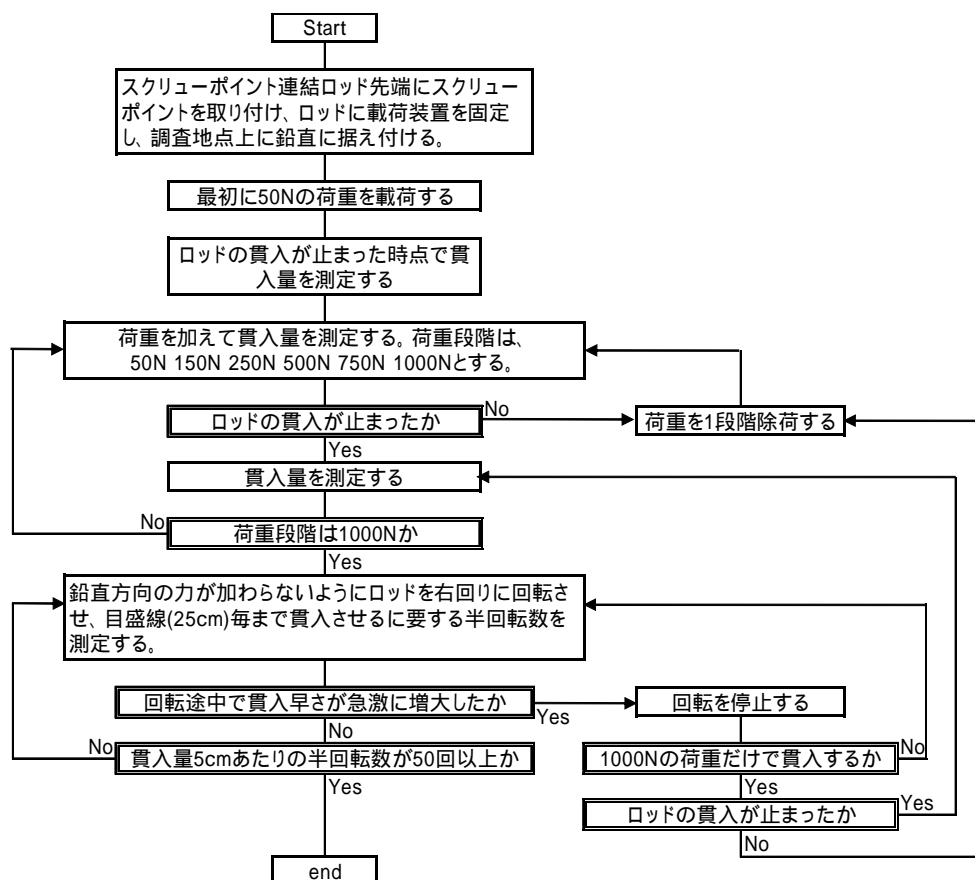 Start
スクリューポイント連結ロッド先端にスクリュー
ポイントを取り付け、ロッドに載荷装置を固定
し、調査地点上に鉛直に据え付ける。
最初に50Nの荷重を載荷する
ロッドの貫入が止まった時点で貫
入量を測定する
荷重を加えて貫入量を測定する。荷重段階は、
50N 150N 250N 500N 750N 1000Nとする。
ロッドの貫入が止まったか
No
荷重を1段階除荷する
Yes
貫入量を測定する
No
荷重段階は1000Nか
Yes
鉛直方向の力が加わらないようにロッドを右回りに回転さ
せ、目盛線(25cm)毎まで貫入させるに要する半回転数を
測定する。
回転途中で貫入早さが急激に増大したか
Yes
回転を停止する
No
No
貫入量5cmあたりの半回転数が50回以上か
1000Nの荷重だけで貫入するか
No
Yes
Yes
ロッドの貫入が止まったか
Yes
No
end